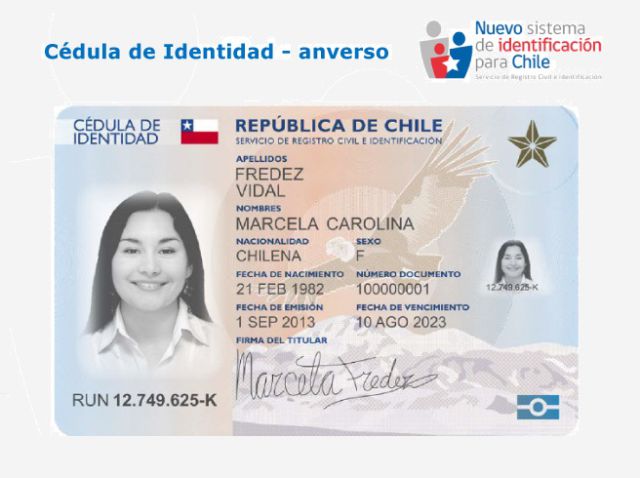 Cédula de Identidad - anverso
Nuevo sistema
de identificación
para Chile
Servicio de Registro Civil e Identificación
CÉDULA DE
IDENTIDAD
REPÚBLICA DE CHILE
SERVICIO DE REGISTRO CIVIL E IDENTIFICACIÓN
APELLIDOS
FREDEZ
VIDAL
NOMBRES
MARCELA CAROLINA
NACIONALIDAD SEXO
CHILENA F
FECHA DE NACIMIENTO NÚMERO DOCUMENTO
21 FEB 1982 100000001
12.749.625-K
FECHA DE EMISIÓN FECHA DE VENCIMIENTO
1 SEP 2013 10 AGO 2023
FIRMA DEL TITULAR
Marcela Fredez
RUN 12.749.625-K